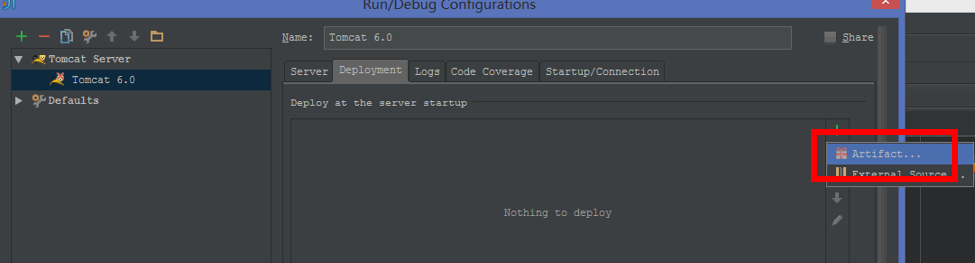 Run/Debug Configurations
Name: Tomcat 6.0 Share
Tomcat Server
Tomcat 6.0
Defaults
Server Deployment Logs Code Coverage Startup/Connection
Deploy at the server startup
Artifact...
External Source
Nothing to deploy